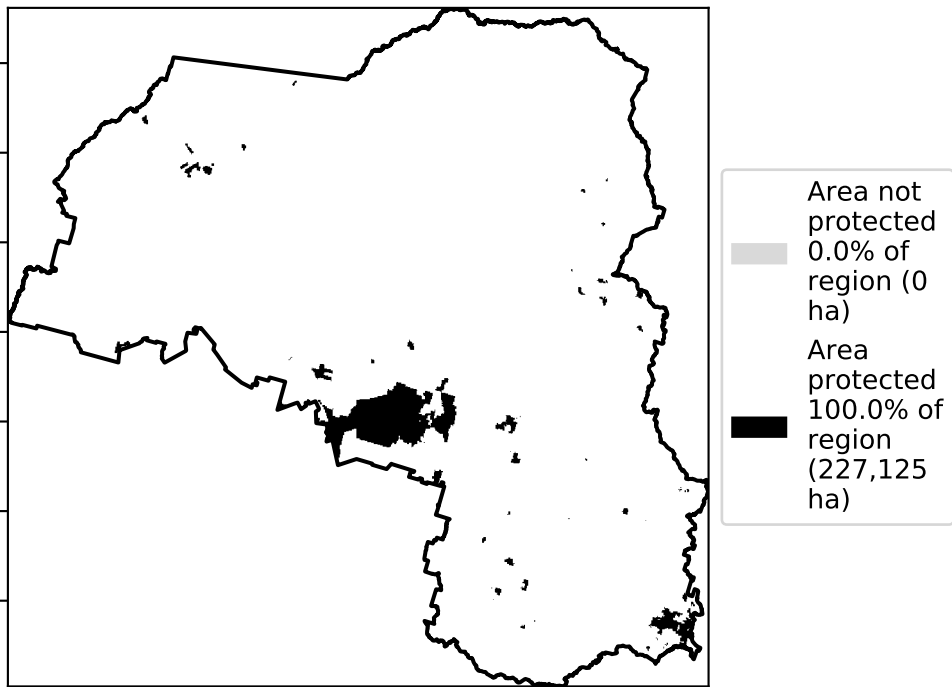 Area not
protected
0.0% of
region (0
ha)
Area
protected
100.0% of
region
(227,125
ha)